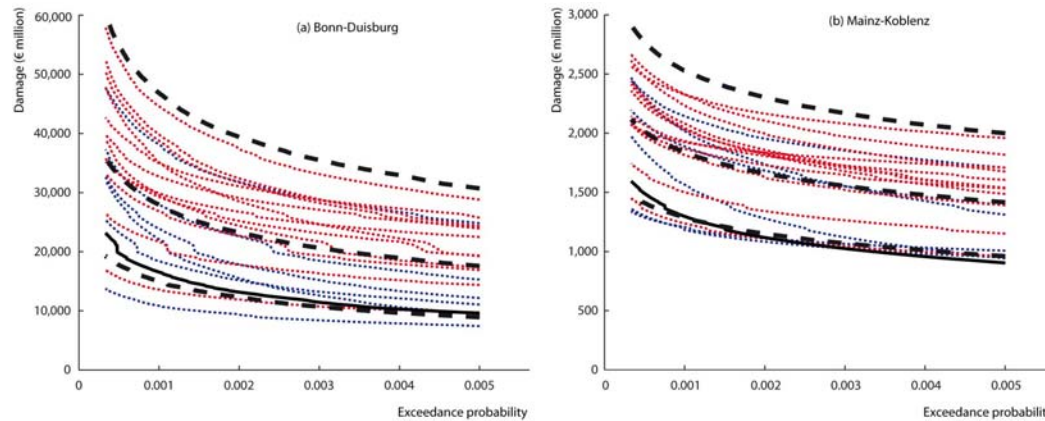 Damage (€ million)
60,000
50,000
40,000
30,000
20,000
10,000
0
(a) Bonn-Duisburg
0 0.001 0.002 0.003 0.004 0.005
Exceedance probability
Damage (€ million)
3,000
2,500
2,000
1,500
1,000
500
0
(b) Mainz-Koblenz
0 0.001 0.002 0.003 0.004 0.005
Exceedance probabilit